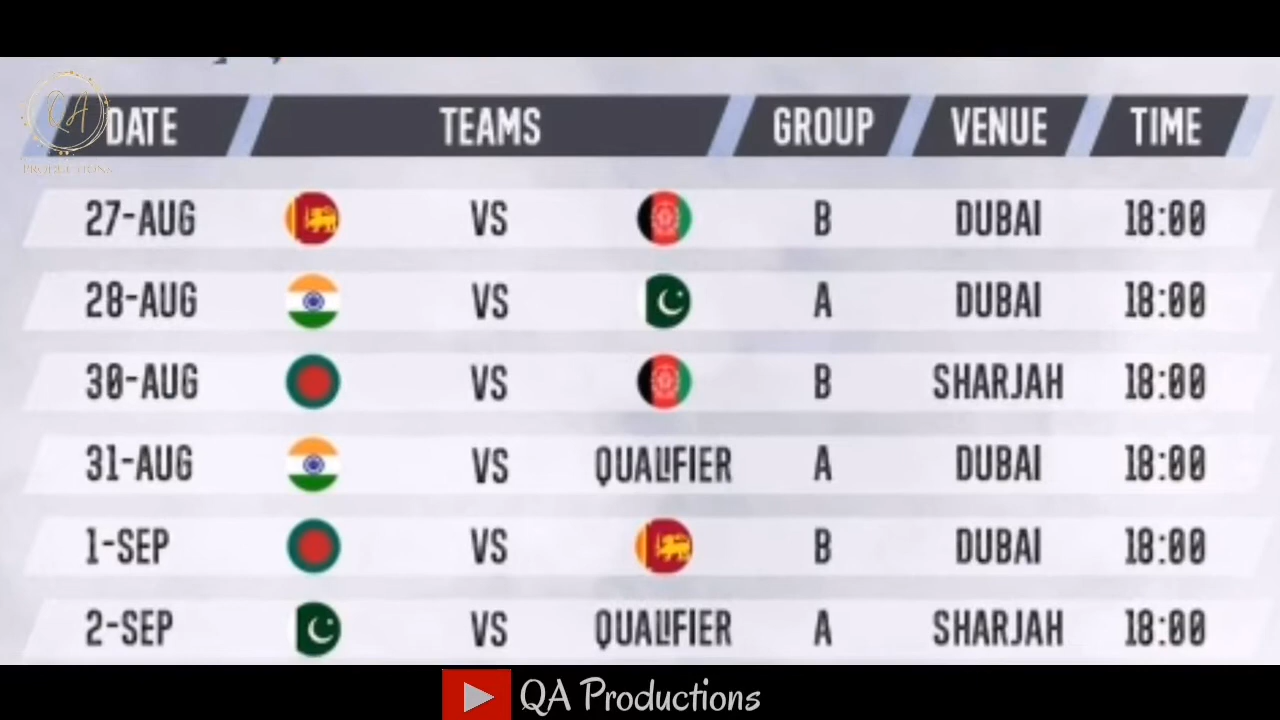 QA
PRODUCTIONS
DATE TEAMS GROUP VENUE TIME
27-AUG VS B DUBAI 18:00
28-AUG VS A DUBAI 18:00
30-AUG VS B SHARJAH 18:00
31-AUG VS QUALIFIER A DUBAI 18:00
1-SEP VS B DUBAI 18:00
2-SEP VS QUALIFIER A SHARJAH 18:00
QA Productions